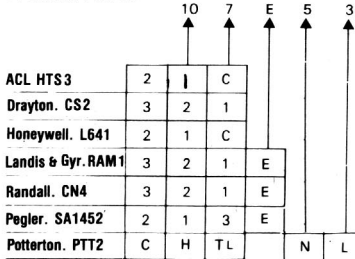 10 7 E 5 3
ACL HTS3 2 1 C
Drayton. CS2 3 2 1
Honeywell. L641 2 1 C
Landis & Gyr. RAM1 3 2 1 E
Randall. CN4 3 2 1 E
Pegler. SA1452 2 1 3 E
Potterton. PTT2 C H TL N L